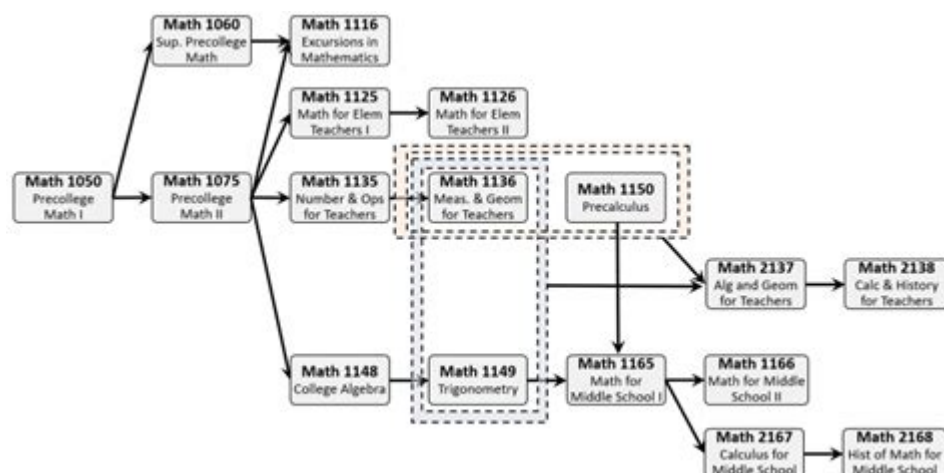 Math 1060
Sup. Precollege
Math
Math 1116
Excursions in
Mathematics
Math 1125
Math for Elem
Teachers I
Math 1126
Math for Elem
Teachers II
Math 1050
Precollege
Math I
Math 1075
Precollege
Math II
Math 1135
Number & Ops
for Teachers
Math 1136
Meas. & Geom
for Teachers
Math 1150
Precalculus
Math 2137
Alg and Geom
for Teachers
Math 2138
Calc & History
for Teachers
Math 1148
College Algebra
Math 1149
Trigonometry
Math 1165
Math for
Middle School I
Math 1166
Math for Middle
School II
Math 2167
Calculus for
Middle School
Math 2168
Hist of Math for
Middle School